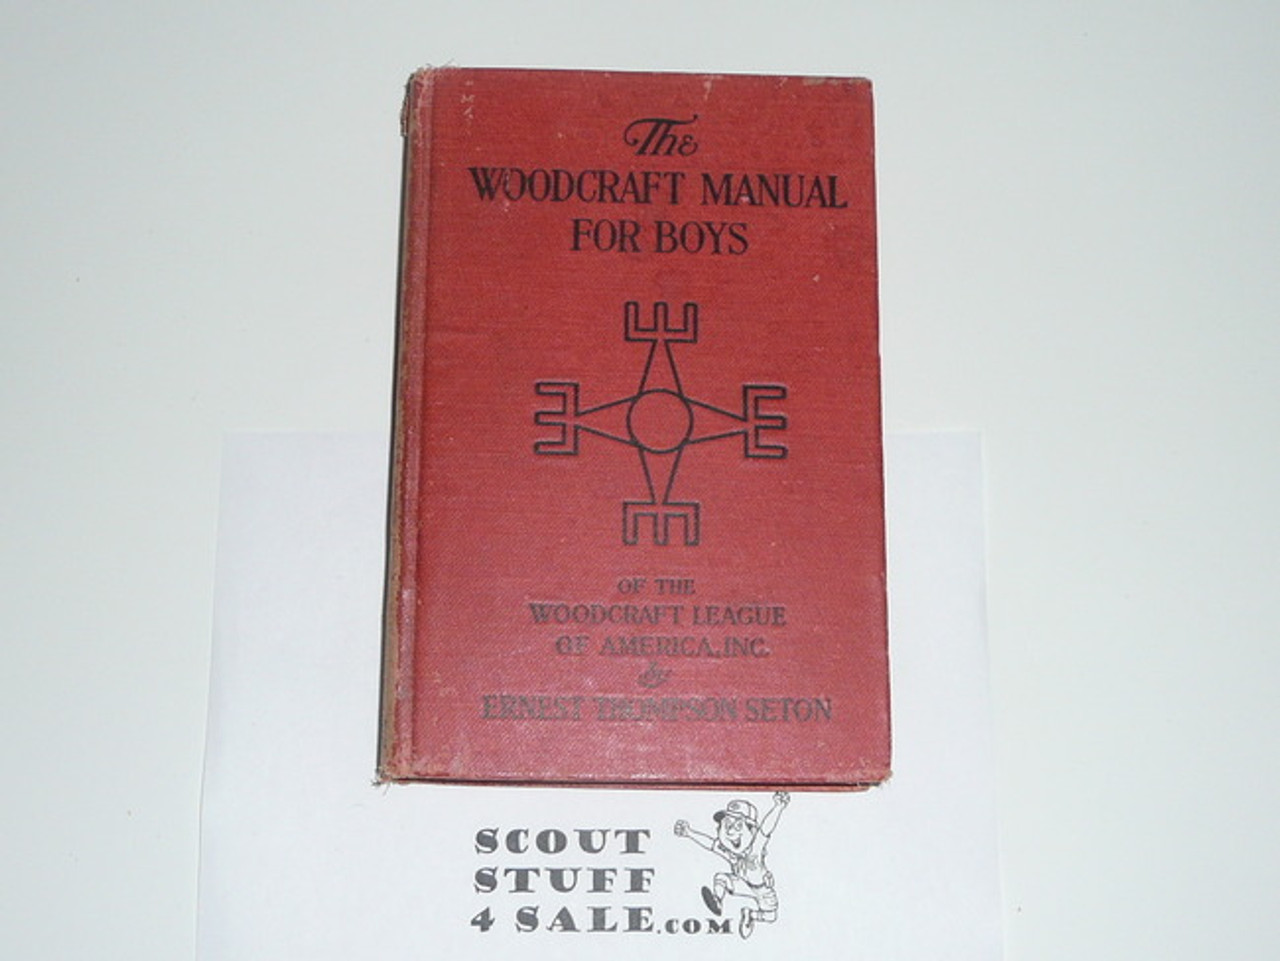 The
WOODCRAFT MANUAL
FOR BOYS
OF THE
WOODCRAFT LEAGUE
OF AMERICA, INC.
by
ERNEST THOMPSON SETON
SCOUT
STUFF
4 SALE.COM